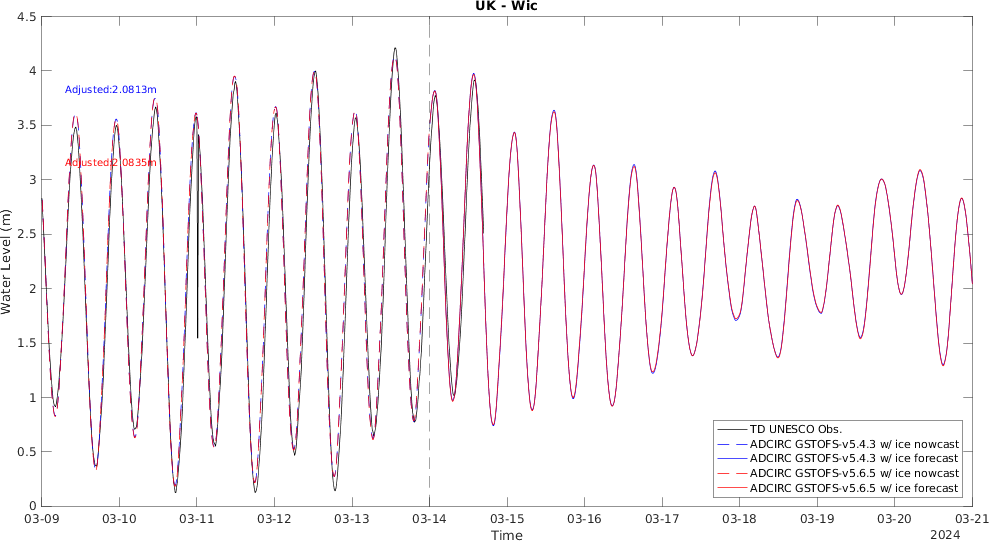 UK - Wic
4.5
4
3.5
3
2.5
2
1.5
1
0.5
0
Water Level (m)
Adjusted:2.0813m
Adjusted:2.0835m
TD UNESCO Obs.
ADCIRC GSTOFS-v5.4.3 w/ ice nowcast
ADCIRC GSTOFS-v5.4.3 w/ ice forecast
ADCIRC GSTOFS-v5.6.5 w/ ice nowcast
ADCIRC GSTOFS-v5.6.5 w/ ice forecast
03-09 03-10 03-11 03-12 03-13 03-14 03-15 03-16 03-17 03-18 03-19 03-20 03-21
Time
2024